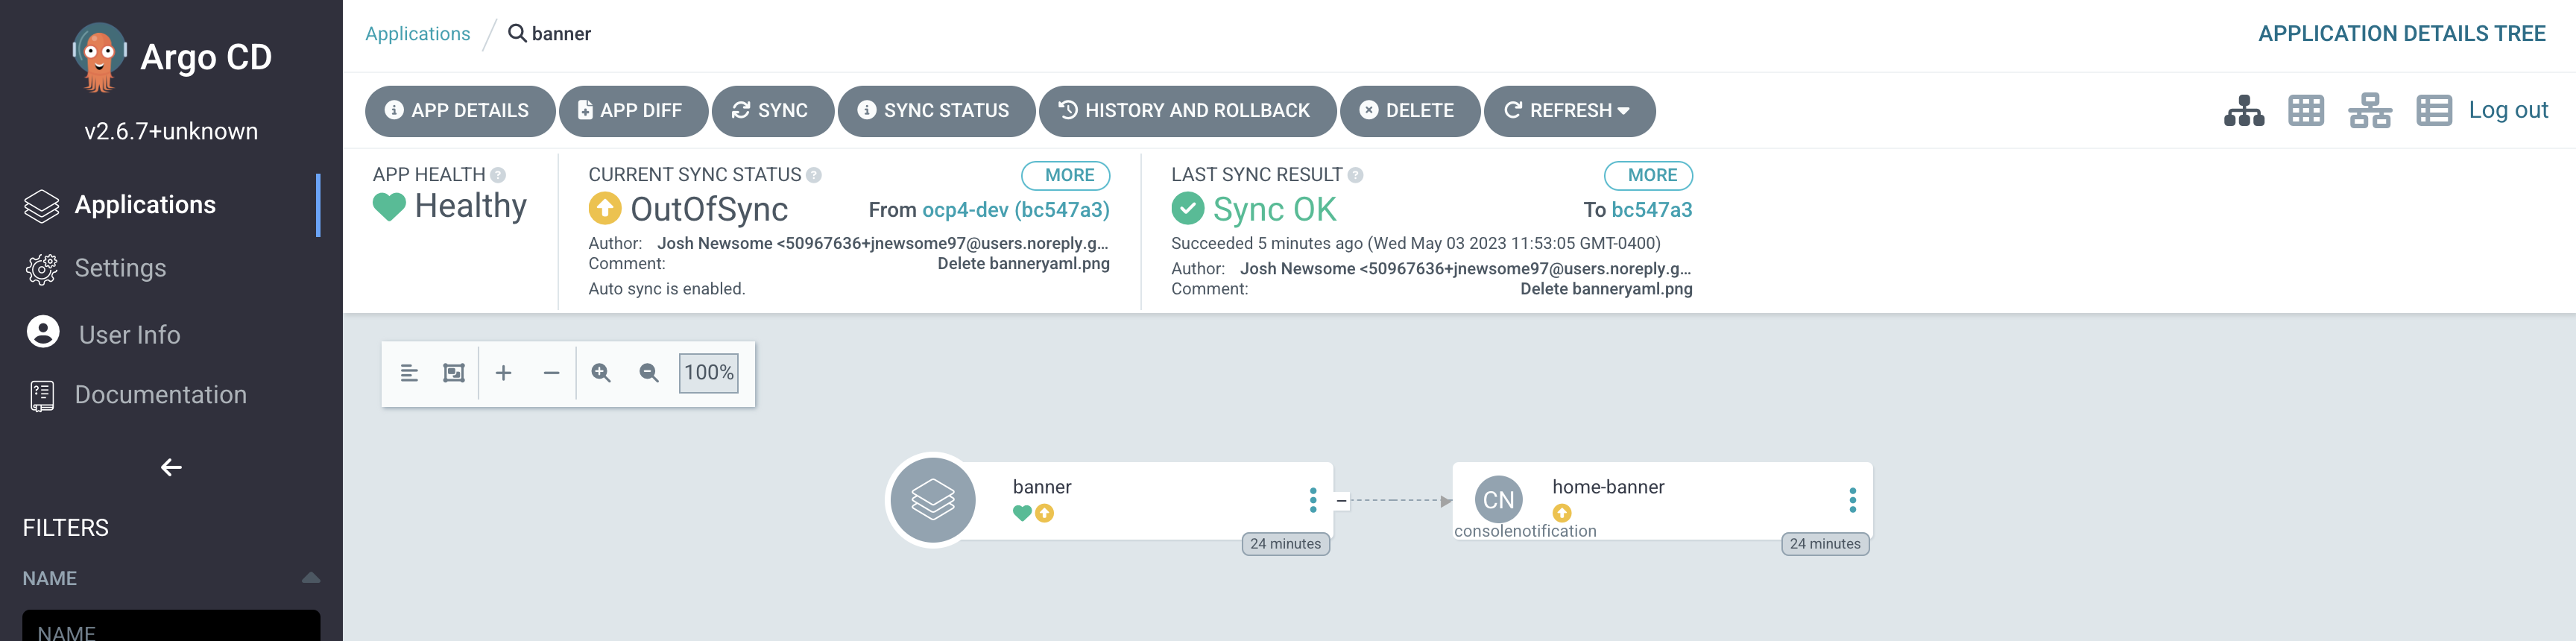 Argo CD
v2.6.7+unknown
Applications
Settings
User Info
Documentation
FILTERS
NAME
NAME
Applications / banner
APPLICATION DETAILS TREE
APP DETAILS APP DIFF SYNC SYNC STATUS HISTORY AND ROLLBACK DELETE REFRESH
Log out
APP HEALTH
Healthy
CURRENT SYNC STATUS MORE
OutOfSync From ocp4-dev (bc547a3)
Author: Josh Newsome <50967636+jnewsome97@users.noreply.g...
Comment: Delete banneryaml.png
Auto sync is enabled.
LAST SYNC RESULT MORE
Sync OK To bc547a3
Succeeded 5 minutes ago (Wed May 03 2023 11:53:05 GMT-0400)
Author: Josh Newsome <50967636+jnewsome97@users.noreply.g...
Comment: Delete banneryaml.png
100%
banner
24 minutes
CN
home-banner
consolenotification
24 minutes